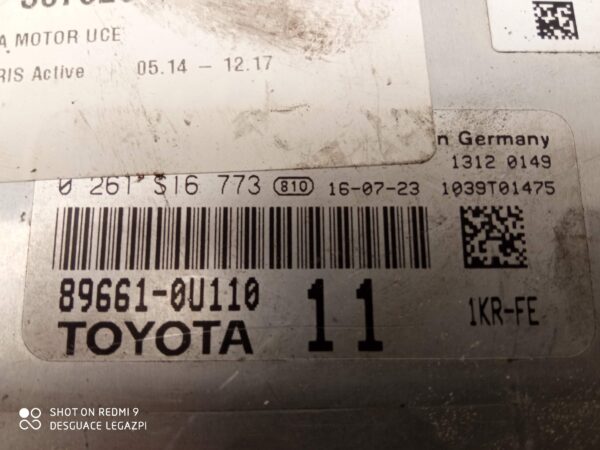 A MOTOR UCE
RIS Active 05.14 – 12.17
n Germany
1312 0149
0 261 S16 773 810 16-07-23 1039T01475
89661-0U110 11 1KR-FE
TOYOTA
SHOT ON REDMI 9
DESGUACE LEGAZPI